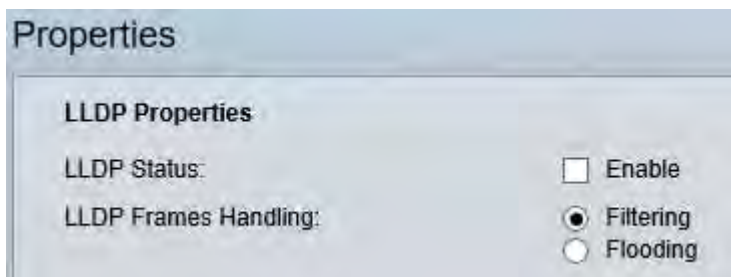 Properties
LLDP Properties
LLDP Status: Enable
LLDP Frames Handling: Filtering
Flooding